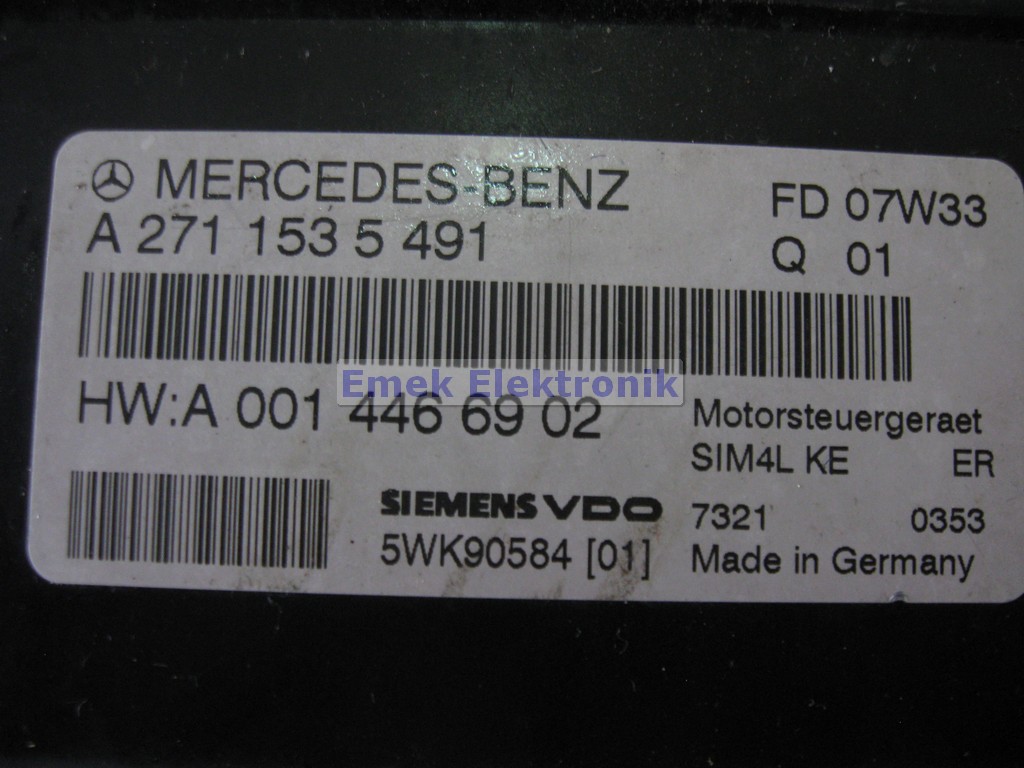 MERCEDES-BENZ
FD 07W33
A 271 153 5 491
Q 01
Emek Elektronik
HW:A 001 446 69 02
Motorsteuergeraet
SIM4L KE ER
SIEMENS VDO
7321 0353
5WK90584 [01]
Made in Germany